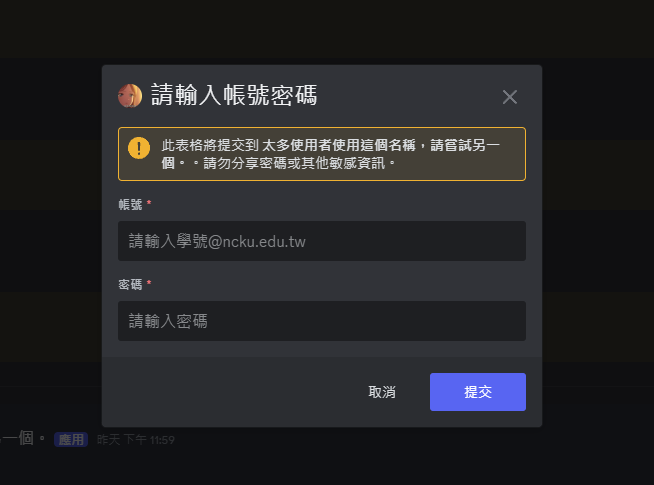 請輸入帳號密碼
此表格將提交到 太多使用者使用這個名稱，請嘗試另一
個。。請勿分享密碼或其他敏感資訊。
帳號 *
請輸入學號@ncku.edu.tw
密碼 *
請輸入密碼
取消
提交
一個。 應用 昨天 下午 11:59